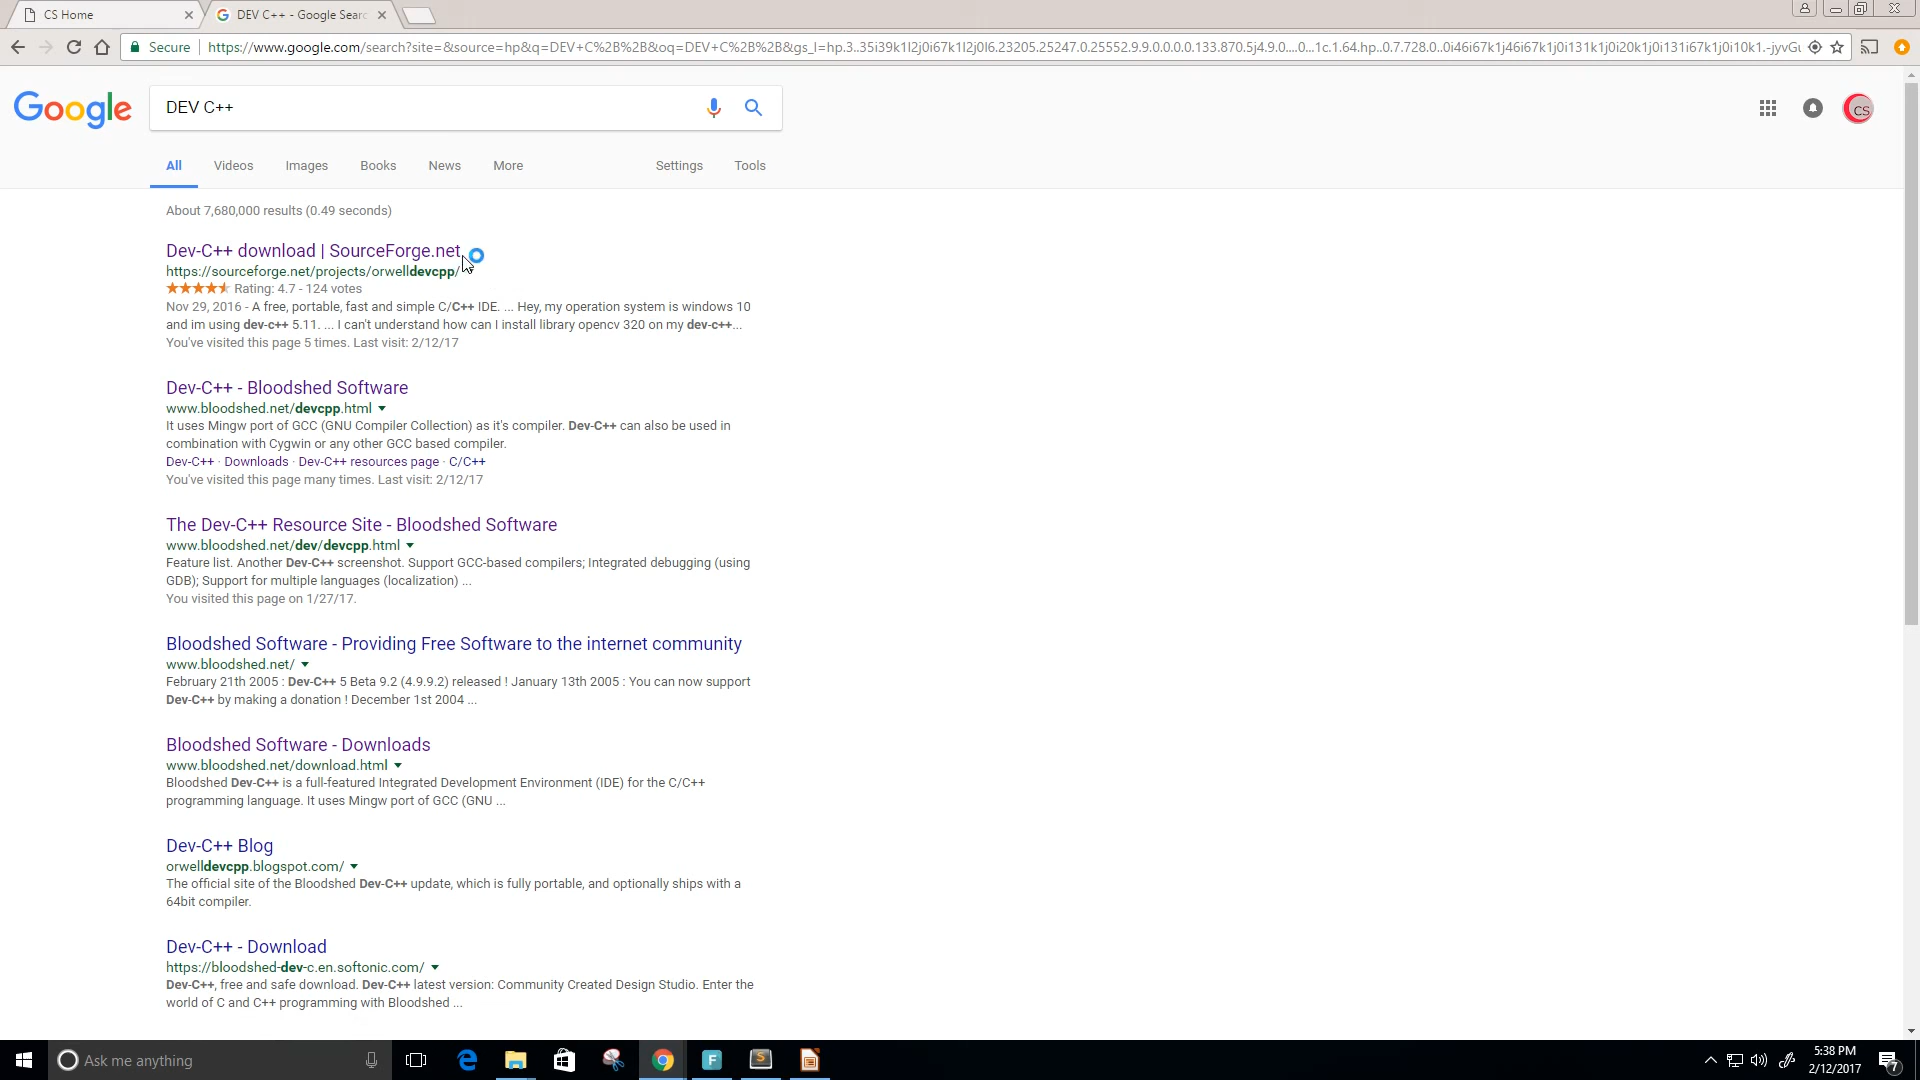 CS Home
DEV C++ - Google Searc
Secure
https://www.google.com/search?site=&source=hp&q=DEV+C%2B%2B&oq=DEV+C%2B%2B&gs_l=hp.3..35i39k1l2j0i67k1l2j0l6.23205.25247.0.25552.9.9.0.0.0.0.133.870.5j4.9.0....0...1c.1.64.hp..0.7.728.0..0i46i67k1j46i67k1j0i131k1j0i20k1j0i131i67k1j0i10k1.-jyvGu
Google
DEV C++
CS
All Videos Images Books News More Settings Tools
About 7,680,000 results (0.49 seconds)
Dev-C++ download | SourceForge.net
https://sourceforge.net/projects/orwelldevcpp/
Rating: 4.7 - 124 votes
Nov 29, 2016 - A free, portable, fast and simple C/C++ IDE. ... Hey, my operation system is windows 10
and im using dev-c++ 5.11. ... I can't understand how can I install library opencv 320 on my dev-c++...
You've visited this page 5 times. Last visit: 2/12/17
Dev-C++ - Bloodshed Software
www.bloodshed.net/devcpp.html
It uses Mingw port of GCC (GNU Compiler Collection) as it's compiler. Dev-C++ can also be used in
combination with Cygwin or any other GCC based compiler.
Dev-C++ · Downloads · Dev-C++ resources page · C/C++
You've visited this page many times. Last visit: 2/12/17
The Dev-C++ Resource Site - Bloodshed Software
www.bloodshed.net/dev/devcpp.html
Feature list. Another Dev-C++ screenshot. Support GCC-based compilers; Integrated debugging (using
GDB); Support for multiple languages (localization) ...
You visited this page on 1/27/17.
Bloodshed Software - Providing Free Software to the internet community
www.bloodshed.net/
February 21th 2005 : Dev-C++ 5 Beta 9.2 (4.9.9.2) released ! January 13th 2005 : You can now support
Dev-C++ by making a donation ! December 1st 2004 ...
Bloodshed Software - Downloads
www.bloodshed.net/download.html
Bloodshed Dev-C++ is a full-featured Integrated Development Environment (IDE) for the C/C++
programming language. It uses Mingw port of GCC (GNU ...
Dev-C++ Blog
orwelldevcpp.blogspot.com/
The official site of the Bloodshed Dev-C++ update, which is fully portable, and optionally ships with a
64bit compiler.
Dev-C++ - Download
https://bloodshed-dev-c.en.softonic.com/
Dev-C++, free and safe download. Dev-C++ latest version: Community Created Design Studio. Enter the
world of C and C++ programming with Bloodshed ...
Ask me anything
F
S
5:38 PM
2/12/2017
7